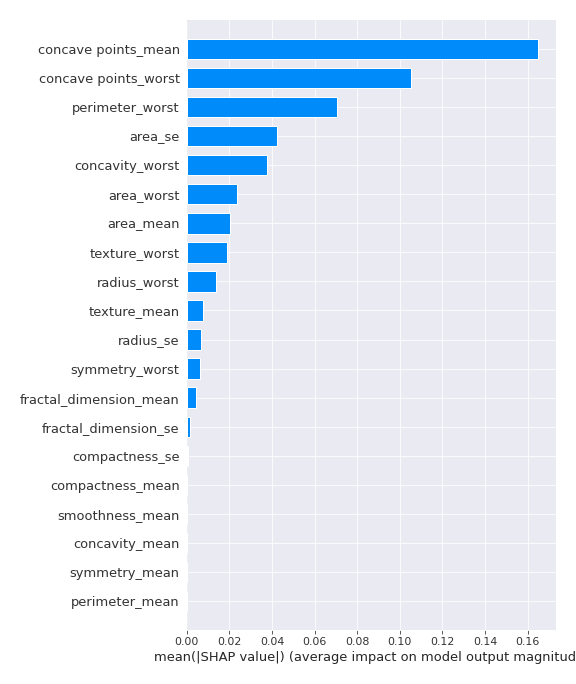 concave points_mean
concave points_worst
perimeter_worst
area_se
concavity_worst
area_worst
area_mean
texture_worst
radius_worst
texture_mean
radius_se
symmetry_worst
fractal_dimension_mean
fractal_dimension_se
compactness_se
compactness_mean
smoothness_mean
concavity_mean
symmetry_mean
perimeter_mean
0.00 0.02 0.04 0.06 0.08 0.10 0.12 0.14 0.16
mean(|SHAP value|) (average impact on model output magnitud